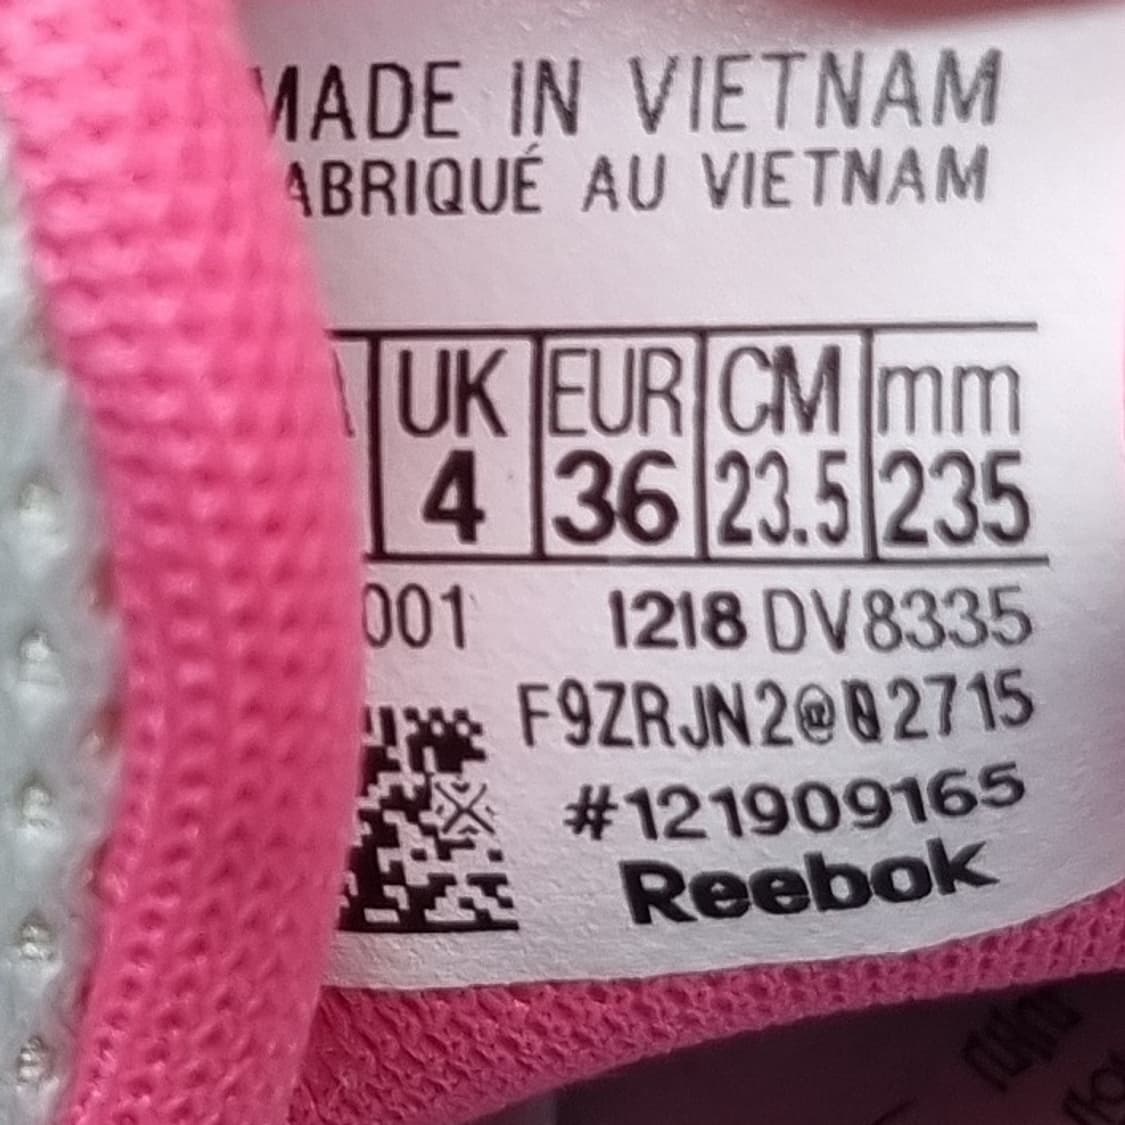 MADE IN VIETNAM
ABRIQUÉ AU VIETNAM
UK EUR CM mm
4 36 23.5 235
001 1218 DV8335
F9ZRJN2@02715
#121909165
Reebok